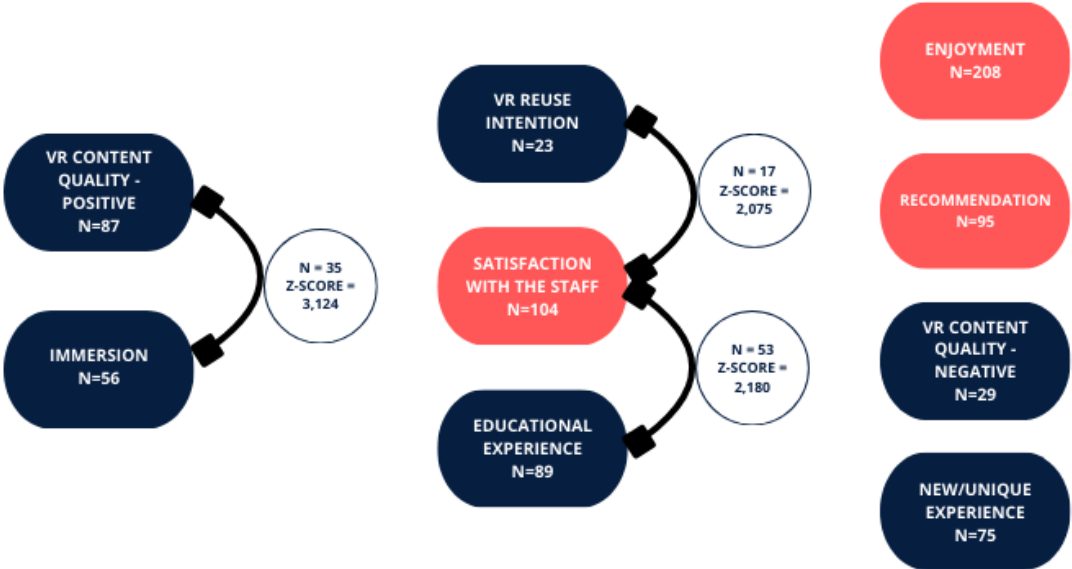 VR CONTENT
QUALITY -
POSITIVE
N=87
IMMERSION
N=56
N = 35
Z-SCORE =
3,124
VR REUSE
INTENTION
N=23
SATISFACTION
WITH THE STAFF
N=104
EDUCATIONAL
EXPERIENCE
N=89
N = 17
Z-SCORE =
2,075
N = 53
Z-SCORE =
2,180
ENJOYMENT
N=208
RECOMMENDATION
N=95
VR CONTENT
QUALITY -
NEGATIVE
N=29
NEW/UNIQUE
EXPERIENCE
N=75